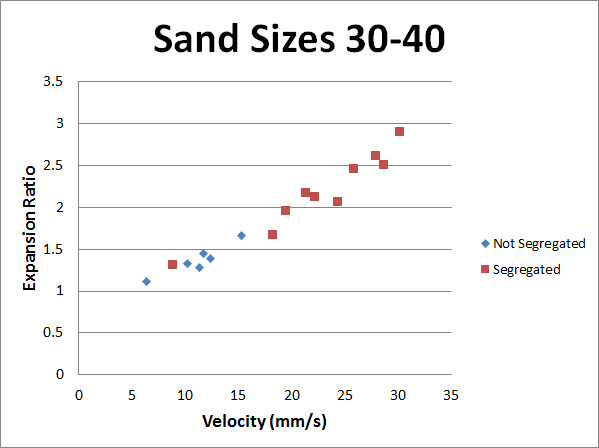 Sand Sizes 30-40
3.5
3
2.5
2
1.5
1
0.5
0
Expansion Ratio
0 5 10 15 20 25 30 35
Velocity (mm/s)
Not Segregated
Segregated